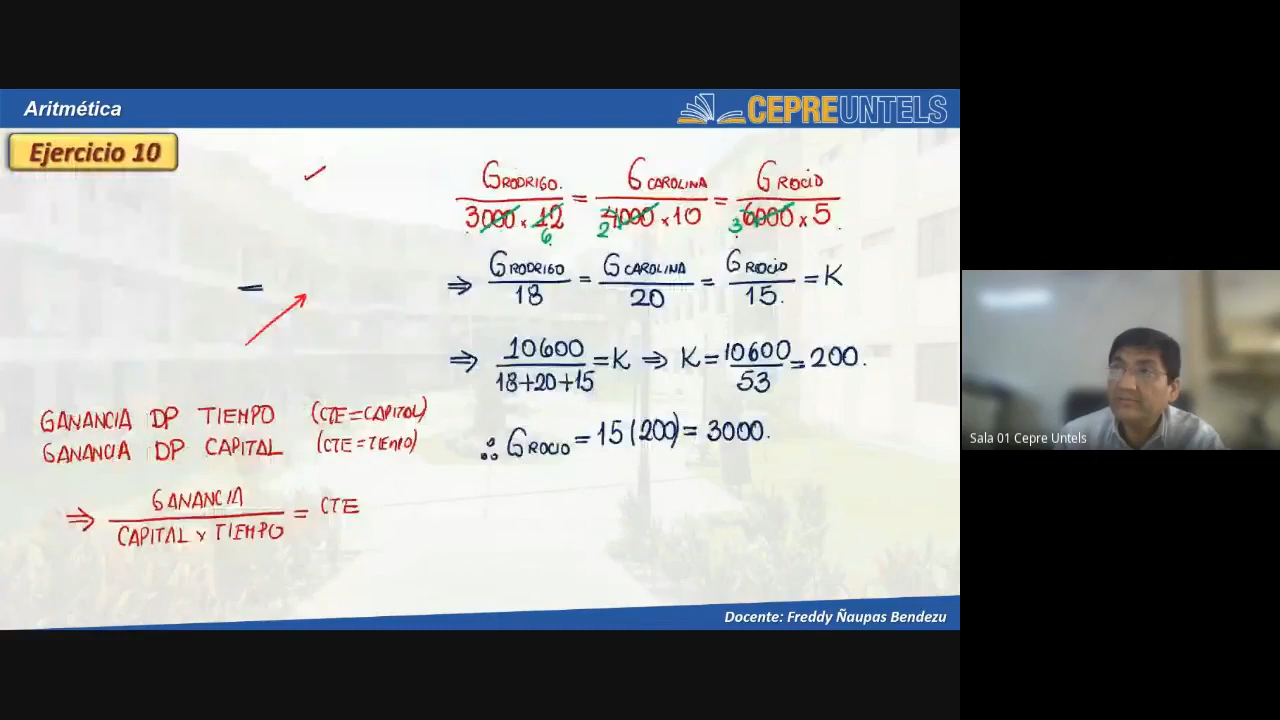 Aritmética
CEPREUNTELS
Ejercicio 10
G RODRIGO. / 3000 x 12 = G CAROLINA / 4000 x 10 = G ROCIO / 6000 x 5
6 2 3
⇒ G RODRIGO / 18 = G CAROLINA / 20 = G ROCIO / 15. = K
⇒ 10600 / 18+20+15 = K ⇒ K = 10600 / 53 = 200.
∴ G ROCIO = 15 (200) = 3000.
GANANCIA DP TIEMPO (CTE = CAPITAL)
GANANCIA DP CAPITAL (CTE = TIEMPO)
⇒ GANANCIA / CAPITAL x TIEMPO = CTE
Docente: Freddy Ñaupas Bendezu
Sala 01 Cepre Untels